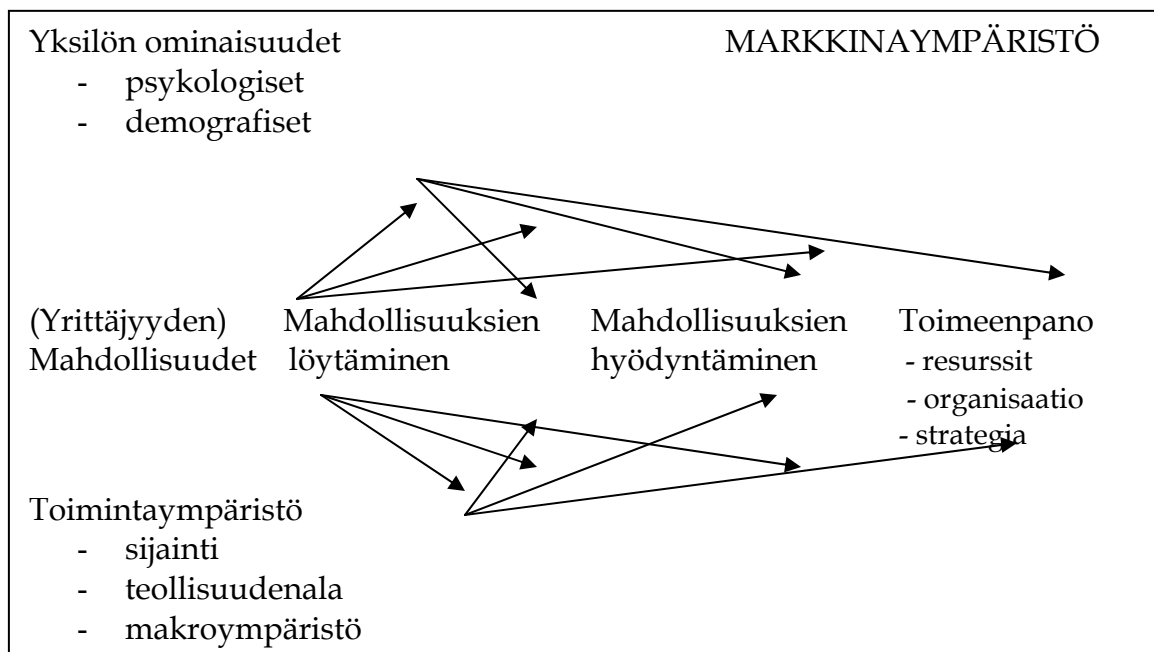 Yksilön ominaisuudet MARKKINAYMPÄRISTÖ
- psykologiset
- demografiset
(Yrittäjyyden) Mahdollisuuksien Mahdollisuuksien Toimeenpano
Mahdollisuudet löytäminen hyödyntäminen - resurssit
- organisaatio
- strategia
Toimintaympäristö
- sijainti
- teollisuudenala
- makroympäristö